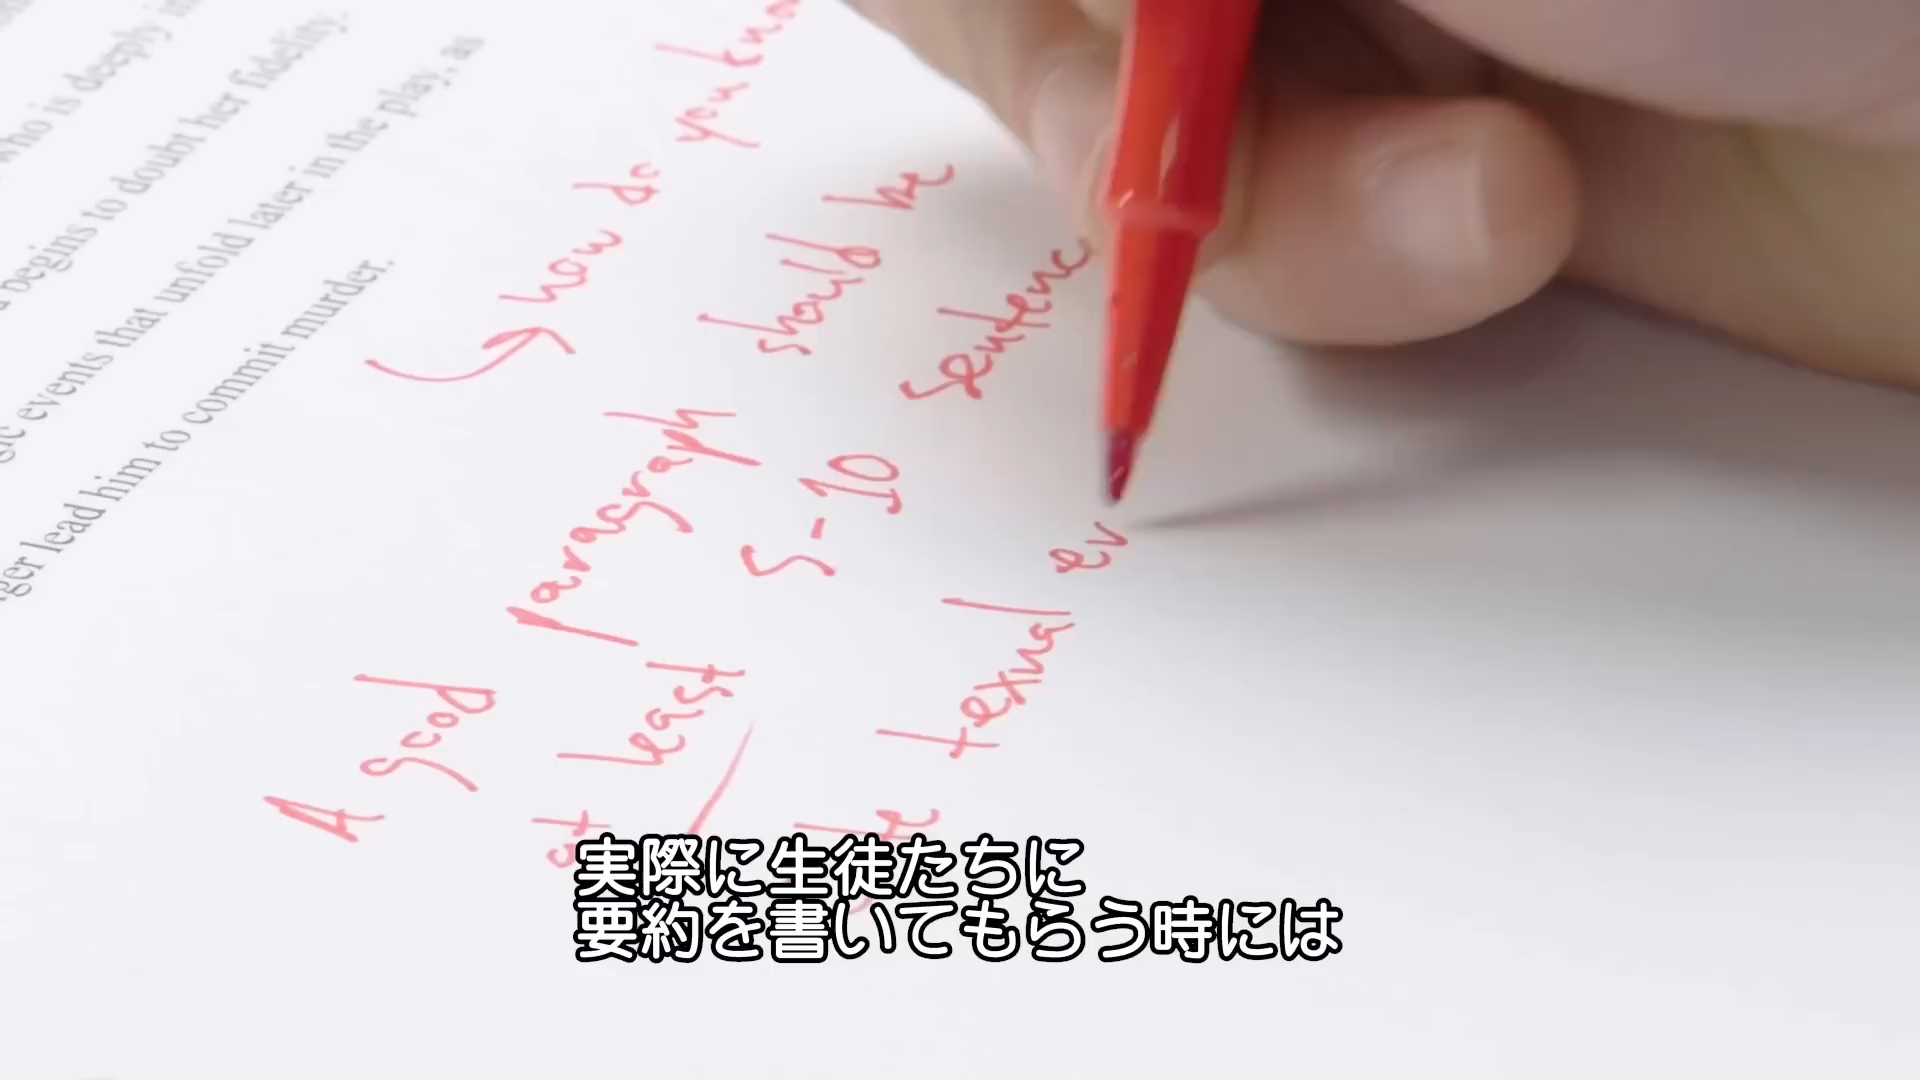 who is deeply in
begins to doubt her fidelity.
events that unfold later in the play, as
lead him to commit murder.
how do you know
A good paragraph should be
at least 5-10 sentenc
texual ev
実際に生徒たちに
要約を書いてもらう時には